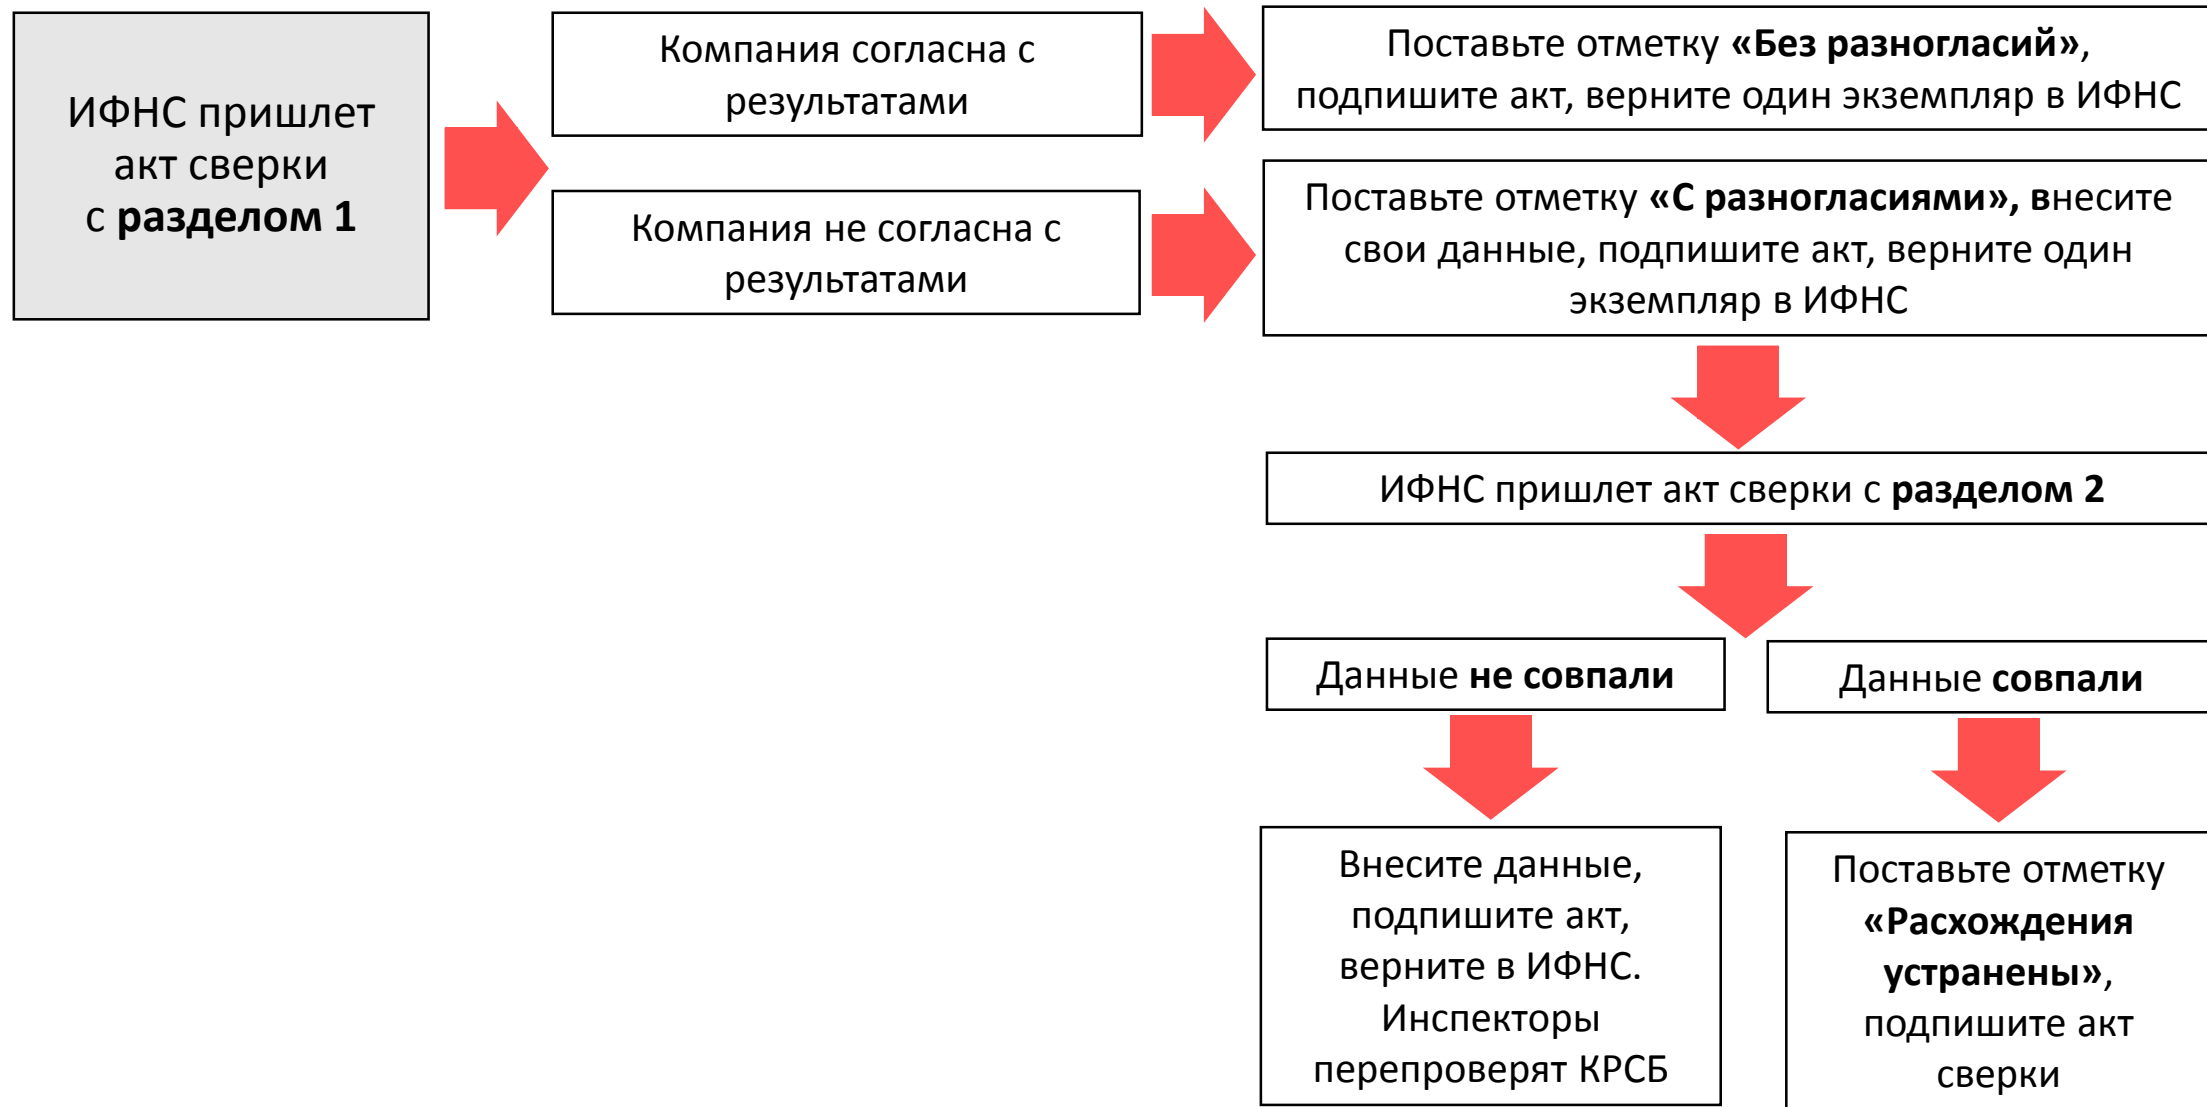 ИФНС пришлет
акт сверки
с разделом 1
Компания согласна с
результатами
Поставьте отметку «Без разногласий»,
подпишите акт, верните один экземпляр в ИФНС
Компания не согласна с
результатами
Поставьте отметку «С разногласиями», внесите
свои данные, подпишите акт, верните один
экземпляр в ИФНС
ИФНС пришлет акт сверки с разделом 2
Данные не совпали
Данные совпали
Внесите данные,
подпишите акт,
верните в ИФНС.
Инспекторы
перепроверят КРСБ
Поставьте отметку
«Расхождения
устранены»,
подпишите акт
сверки